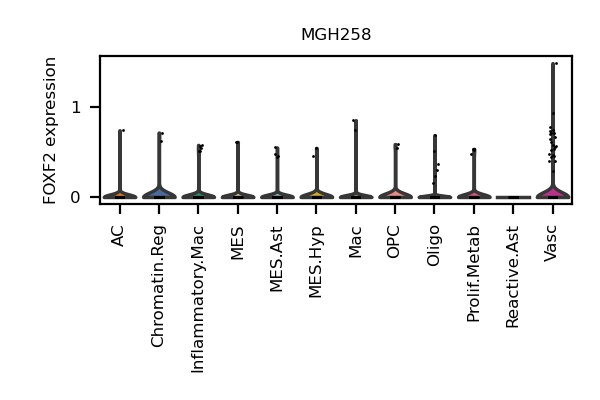 MGH258
FOXF2 expression
1
0
AC
Chromatin.Reg
Inflammatory.Mac
MES
MES.Ast
MES.Hyp
Mac
OPC
Oligo
Prolif.Metab
Reactive.Ast
Vasc